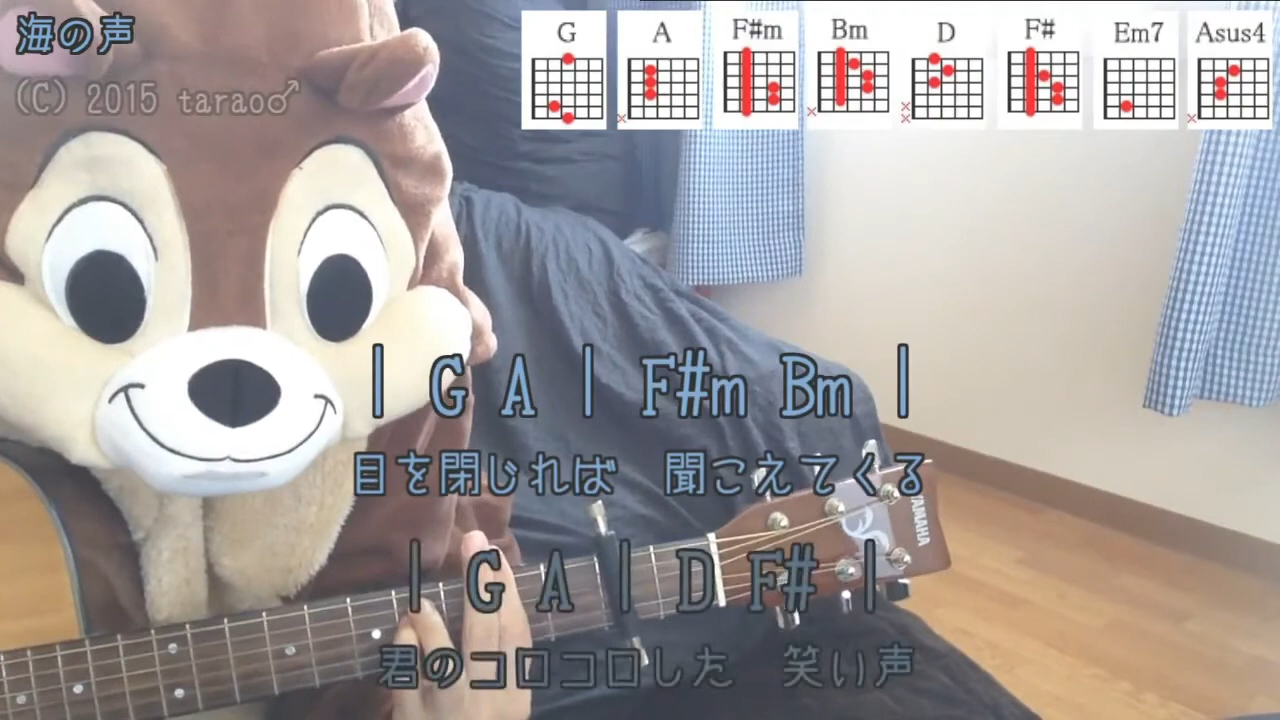 海の声
(C) 2015 tarao♂
G A F#m Bm D F# Em7 Asus4
| G A | F#m Bm |
目を閉じれば 聞こえてくる
| G A | D F# |
君のコロコロした 笑い声
YAMAHA